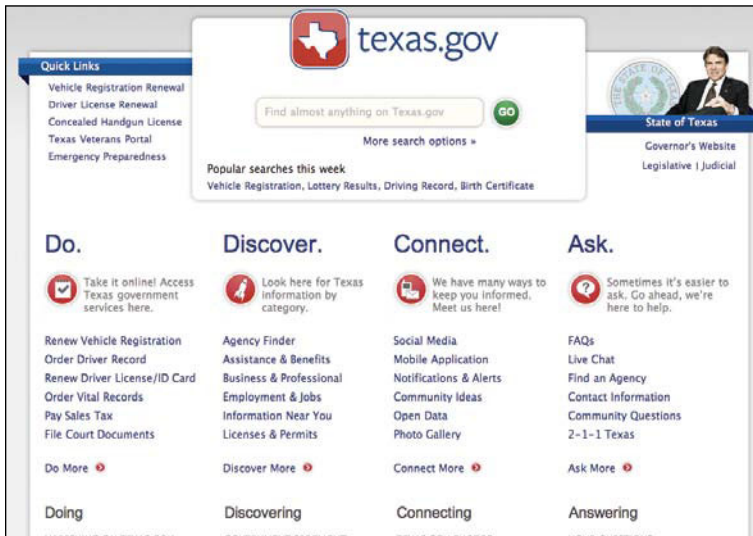 texas.gov
Quick Links
Vehicle Registration Renewal
Driver License Renewal
Concealed Handgun License
Texas Veterans Portal
Emergency Preparedness
Find almost anything on Texas.gov
GO
More search options »
Popular searches this week
Vehicle Registration, Lottery Results, Driving Record, Birth Certificate
THE STATE OF
State of Texas
Governor's Website
Legislative | Judicial
Do.
Take it online! Access
Texas government
services here.
Renew Vehicle Registration
Order Driver Record
Renew Driver License/ID Card
Order Vital Records
Pay Sales Tax
File Court Documents
Do More
Doing
Discover.
Look here for Texas
information by
category.
Agency Finder
Assistance & Benefits
Business & Professional
Employment & Jobs
Information Near You
Licenses & Permits
Discover More
Discovering
Connect.
We have many ways to
keep you informed.
Meet us here!
Social Media
Mobile Application
Notifications & Alerts
Community Ideas
Open Data
Photo Gallery
Connect More
Connecting
Ask.
Sometimes it's easier to
ask. Go ahead, we're
here to help.
FAQs
Live Chat
Find an Agency
Contact Information
Community Questions
2-1-1 Texas
Ask More
Answering